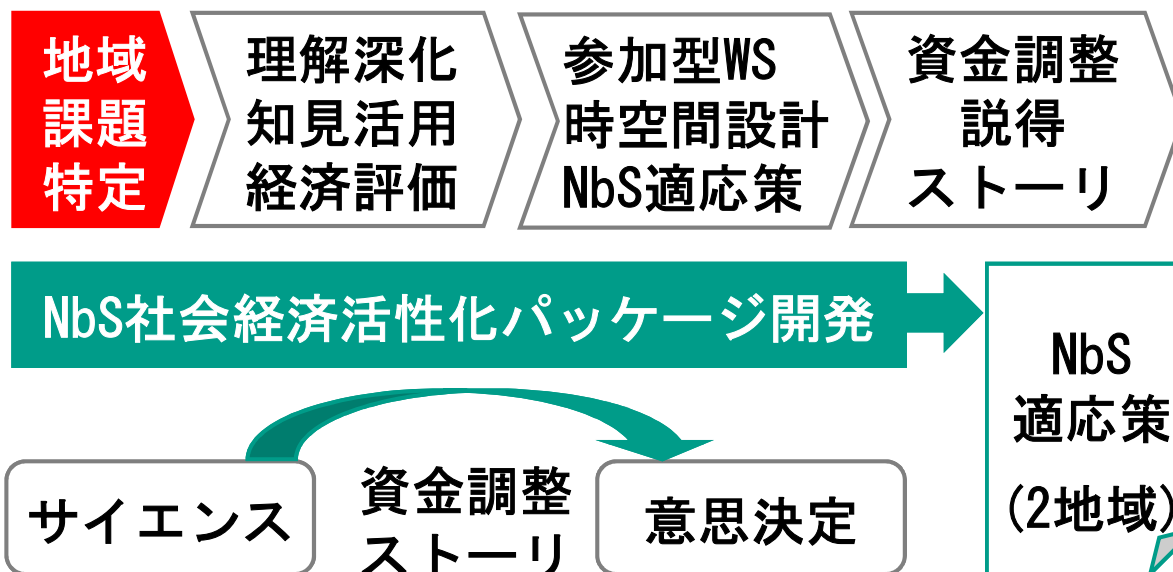 地域
課題
特定
理解深化
知見活用
経済評価
参加型WS
時空間設計
NbS適応策
資金調整
説得
ストーリ
NbS社会経済活性化パッケージ開発
NbS
適応策
(2地域)
サイエンス
資金調整
ストーリ
意思決定